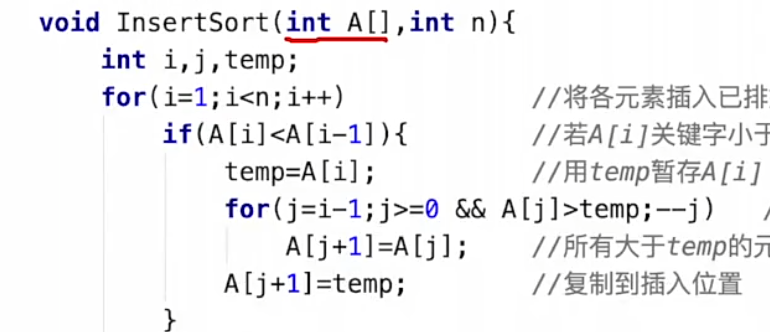 void InsertSort(int A[],int n){
int i,j,temp;
for(i=1;i<n;i++) //将各元素插入已排
if(A[i]<A[i-1]){ //若A[i]关键字小于
temp=A[i]; //用temp暂存A[i]
for(j=i-1;j>=0 && A[j]>temp;--j) /
A[j+1]=A[j]; //所有大于temp的元
A[j+1]=temp; //复制到插入位置
}